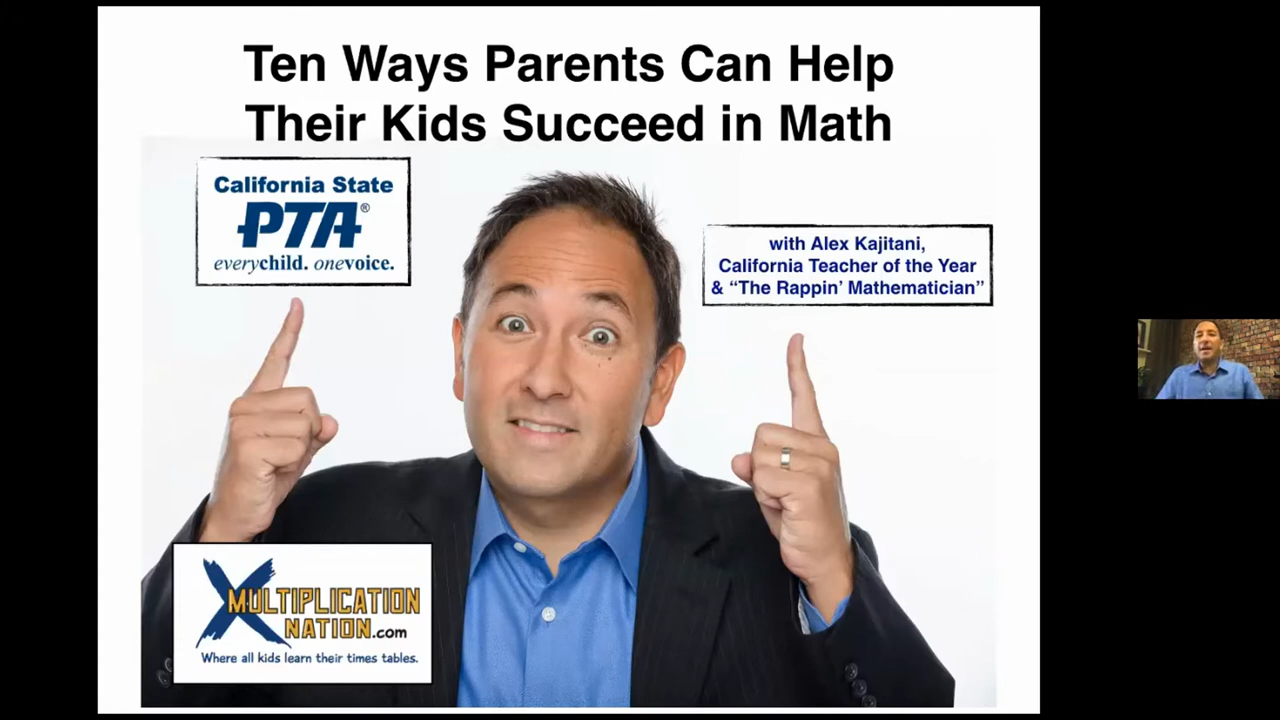 Ten Ways Parents Can Help
Their Kids Succeed in Math
California State
PTA®
everychild. onevoice.
with Alex Kajitani,
California Teacher of the Year
& “The Rappin’ Mathematician”
X MULTIPLICATION
NATION.com
Where all kids learn their times tables.